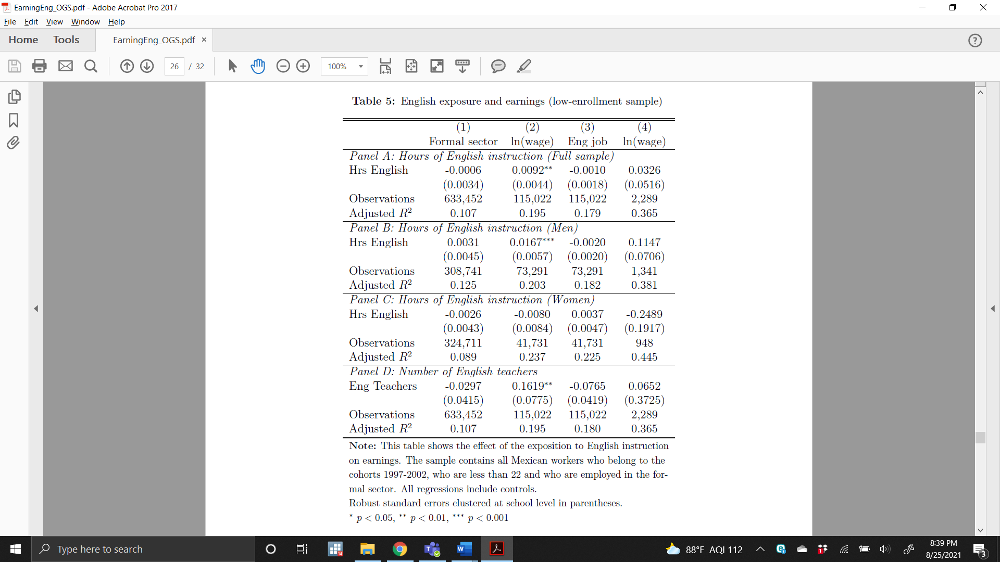 EarningEng_OGS.pdf - Adobe Acrobat Pro 2017
File Edit View Window Help
Home Tools EarningEng_OGS.pdf ×
26 / 32 100%
Table 5: English exposure and earnings (low-enrollment sample)
(1) (2) (3) (4)
Formal sector ln(wage) Eng job ln(wage)
Panel A: Hours of English instruction (Full sample)
Hrs English -0.0006 0.0092** -0.0010 0.0326
(0.0034) (0.0044) (0.0018) (0.0516)
Observations 633,452 115,022 115,022 2,289
Adjusted R² 0.107 0.195 0.179 0.365
Panel B: Hours of English instruction (Men)
Hrs English 0.0031 0.0167*** -0.0020 0.1147
(0.0045) (0.0057) (0.0020) (0.0706)
Observations 308,741 73,291 73,291 1,341
Adjusted R² 0.125 0.203 0.182 0.381
Panel C: Hours of English instruction (Women)
Hrs English -0.0026 -0.0080 0.0037 -0.2489
(0.0043) (0.0084) (0.0047) (0.1917)
Observations 324,711 41,731 41,731 948
Adjusted R² 0.089 0.237 0.225 0.445
Panel D: Number of English teachers
Eng Teachers -0.0297 0.1619** -0.0765 0.0652
(0.0415) (0.0775) (0.0419) (0.3725)
Observations 633,452 115,022 115,022 2,289
Adjusted R² 0.107 0.195 0.180 0.365
Note: This table shows the effect of the exposition to English instruction
on earnings. The sample contains all Mexican workers who belong to the
cohorts 1997-2002, who are less than 22 and who are employed in the for-
mal sector. All regressions include controls.
Robust standard errors clustered at school level in parentheses.
* p < 0.05, ** p < 0.01, *** p < 0.001
Type here to search
14
88°F AQI 112
1
8:39 PM
8/25/2021
3